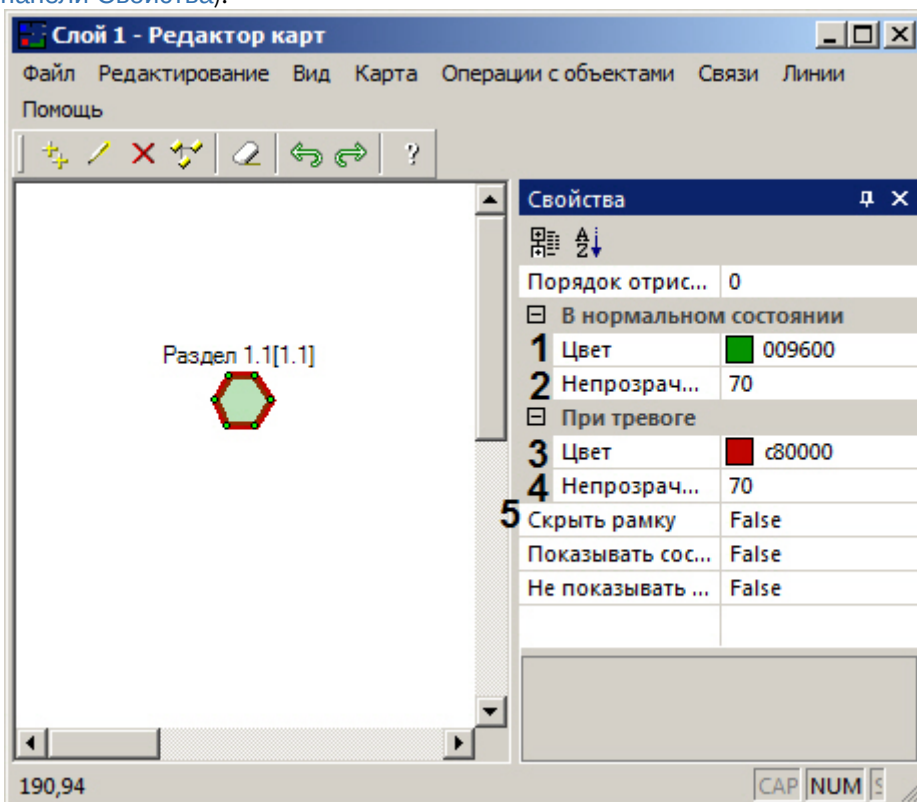 панели Свойства).
Слой 1 - Редактор карт
Файл Редактирование Вид Карта Операции с объектами Связи Линии
Помощь
?
Свойства
A
Z
Порядок отрис... 0
В нормальном состоянии
1 Цвет 009600
2 Непрозрач... 70
При тревоге
3 Цвет c80000
4 Непрозрач... 70
5 Скрыть рамку False
Показывать сос... False
Не показывать ... False
Раздел 1.1[1.1]
190,94
CAP NUM S